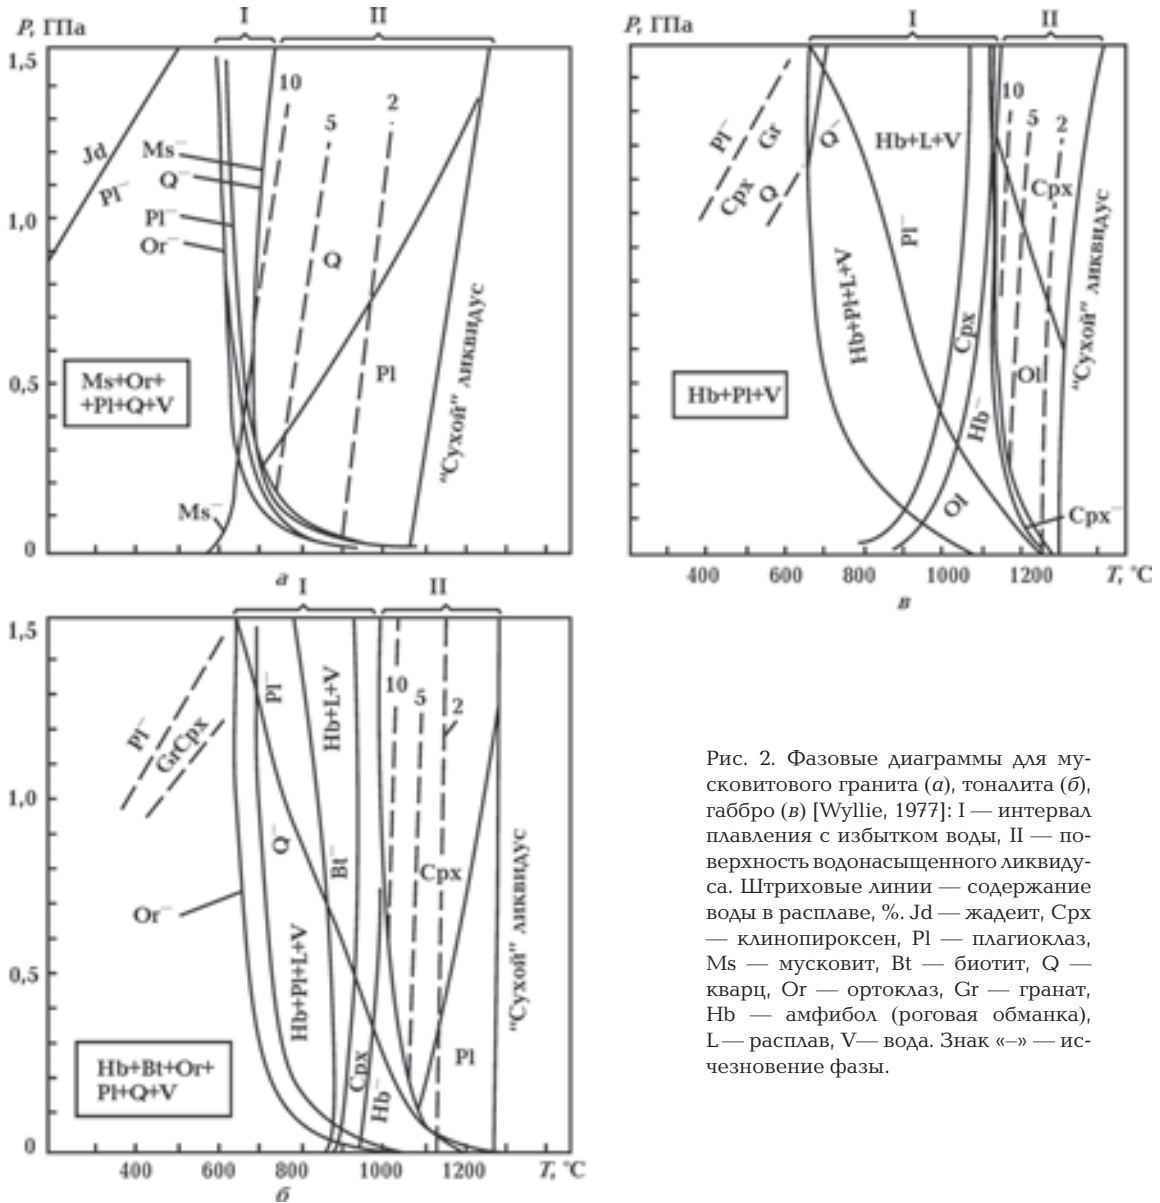 P, ГПа
I
II
1,5
1,0
0,5
0
10
5
2
Jd
Pl¯
Ms¯
Q¯
Pl¯
Or¯
Q
Pl
"Сухой" ликвидус
Ms+Or+
+Pl+Q+V
Ms¯
а
P, ГПа
I
II
10
5
2
Pl¯
Gr
Cpx
Q
Q¯
Hb+L+V
Pl¯
Hb+Pl+L+V
Cpx
Cpx
"Сухой" ликвидус
Ol
Hb¯
Ol
Cpx¯
Hb+Pl+V
400
600
800
1000
1200
T, °C
в
I
II
1,5
1,0
0,5
0
10
5
2
Pl¯
Gr
Cpx
Pl¯
Hb+L+V
Q¯
Bt¯
Cpx
Or¯
Hb+Pl+L+V
"Сухой" ликвидус
Cpx
Hb¯
Pl
Hb+Bt+Or+
Pl+Q+V
400
600
800
1000
1200
T, °C
б
Рис. 2. Фазовые диаграммы для му-
сковитового гранита (а), тоналита (б),
габбро (в) [Wyllie, 1977]: I — интервал
плавления с избытком воды, II — по-
верхность водонасыщенного ликвиду-
са. Штриховые линии — содержание
воды в расплаве, %. Jd — жадеит, Cpx
— клинопироксен, Pl — плагиоклаз,
Ms — мусковит, Bt — биотит, Q —
кварц, Or — ортоклаз, Gr — гранат,
Hb — амфибол (роговая обманка),
L — расплав, V— вода. Знак «–» — ис-
чезновение фазы.